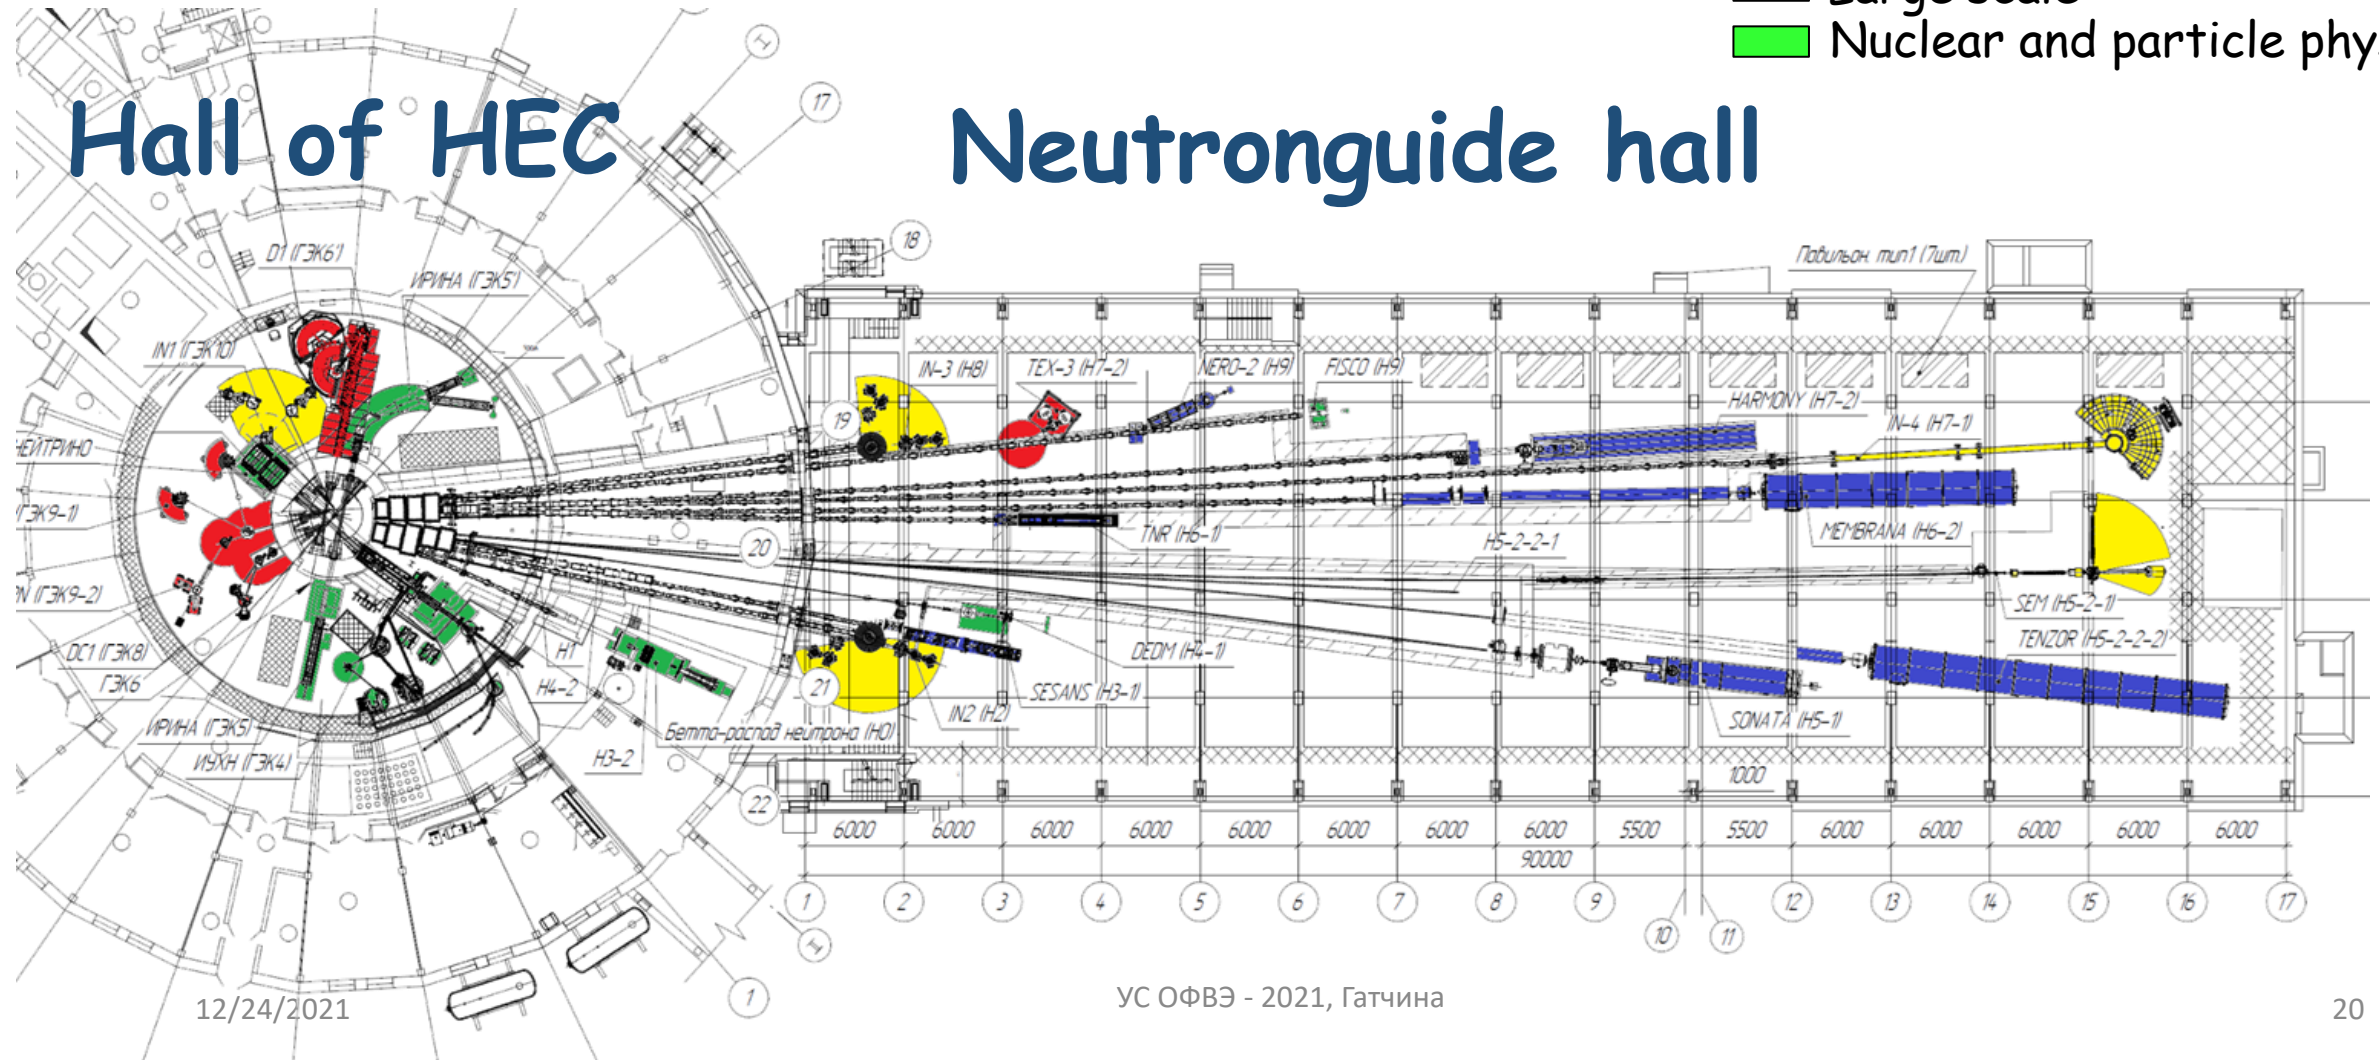 Large scale
Nuclear and particle phy
Hall of HEC
Neutronguide hall
H
17
18
D1 (ГЭК6')
ИРИНА (ГЭК5')
Павильон. тип1 (7шт.)
IN1 (ГЭК10)
IN-3 (H8)
TEX-3 (H7-2)
NERO-2 (H9)
FISCO (H9)
HARMONY (H7-2)
IN-4 (H7-1)
19
НЕЙТРИНО
ГЭК9-1)
20
TNR (H6-1)
H5-2-2-1
MEMBRANA (H6-2)
N (ГЭК9-2)
SEM (H5-2-1)
DC1 (ГЭК8)
H1
DEDM (H4-1)
TENZOR (H5-2-2-2)
ГЭК6
H4-2
21
SESANS (H3-1)
ИРИНА (ГЭК5)
Бетта-распад нейтрона (H0)
IN2 (H2)
SONATA (H5-1)
ИУХН (ГЭК4)
H3-2
1000
22
6000 6000 6000 6000 6000 6000 6000 6000 5500 5500 6000 6000 6000 6000 6000
90000
1 2 3 4 5 6 7 8 9 12 13 14 15 16 17
10 11
H
1
12/24/2021
УС ОФВЭ - 2021, Гатчина
20